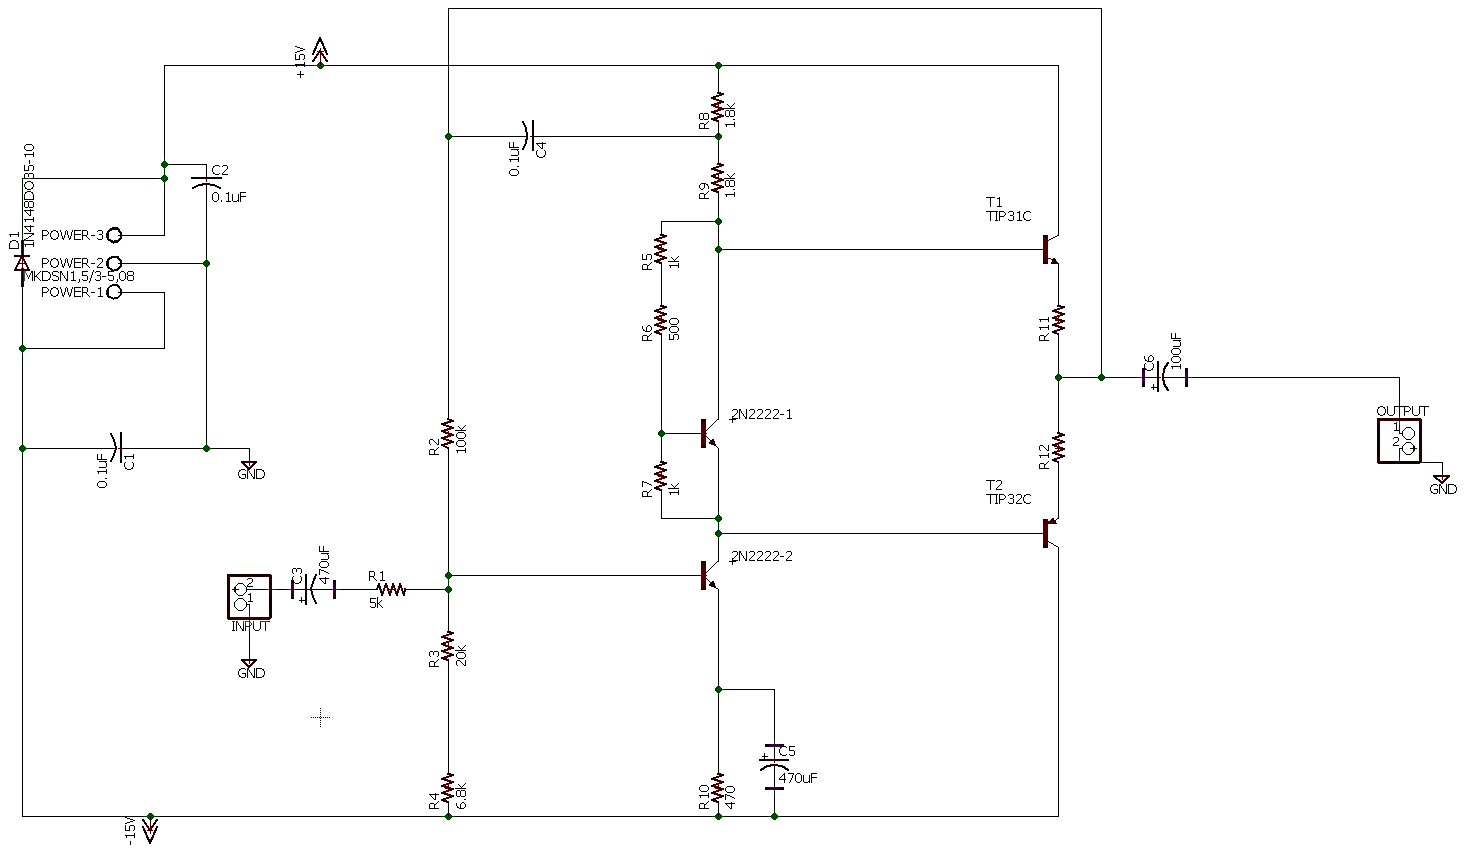 +15V
C2
0.1uF
1N4148DO35-10
D1
POWER-3
POWER-2
MKDSN1,5/3-5,08
POWER-1
0.1uF
C1
GND
-15V
R8
1.8K
0.1uF
C4
R9
1.8K
R5
1K
R6
500
2N2222-1
R7
1K
2N2222-2
T1
TIP31C
R11
C6
100uF
+
R12
T2
TIP32C
OUTPUT
1
2
GND
R2
100K
2
1
INPUT
GND
C3
470uF
+
R1
5K
R3
20K
R4
6.8K
R10
470
+
C5
470uF